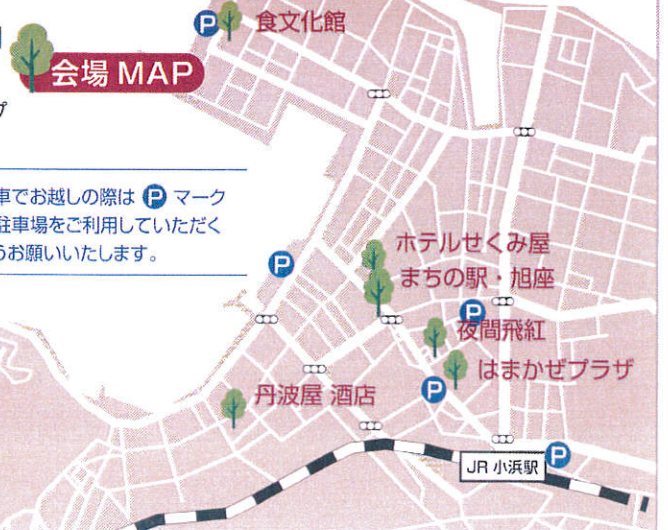 P
食文化館
会場 MAP
プ
車でお越しの際は P マーク
駐車場をご利用していただく
うお願いいたします。
ホテルせくみ屋
まちの駅・旭座
P
P
夜間飛紅
はまかぜプラザ
P
丹波屋 酒店
JR 小浜駅
P